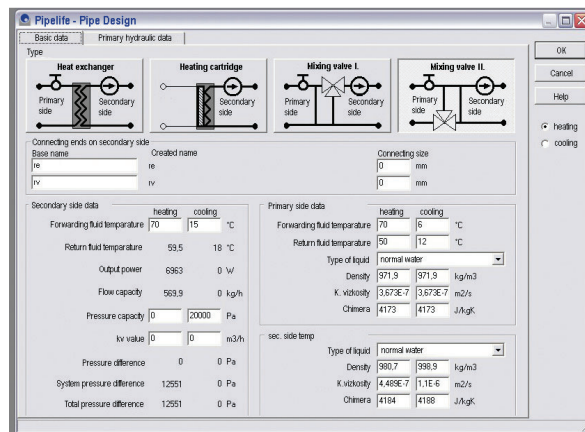 Pipelife - Pipe Design
Basic data Primary hydraulic data
Type
Heat exchanger Heating cartridge Mixing valve I. Mixing valve II.
Primary side Secondary side Secondary side Primary side Secondary side Primary side Secondary side
OK
Cancel
Help
heating
cooling
Connecting ends on secondary side
Base name Created name Connecting size
re re 0 mm
rv rv 0 mm
Secondary side data
heating cooling
Forwarding fluid temparature 70 15 °C
Return fluid temparature 59,5 18 °C
Output power 6963 0 W
Flow capacity 569,9 0 kg/h
Pressure capacity 0 20000 Pa
kv value 0 0 m3/h
Pressure difference 0 0 Pa
System pressure difference 12551 0 Pa
Total pressure difference 12551 0 Pa
Primary side data
heating cooling
Forwarding fluid temparature 70 6 °C
Return fluid temparature 50 12 °C
Type of liquid normal water
Density 971,9 971,9 kg/m3
K. vizkosity 3,673E-7 3,673E-7 m2/s
Chimera 4173 4173 J/kgK
sec. side temp
Type of liquid normal water
Density 980,7 998,9 kg/m3
K.vizkosity 4,489E-7 1,1E-6 m2/s
Chimera 4184 4188 J/kgK